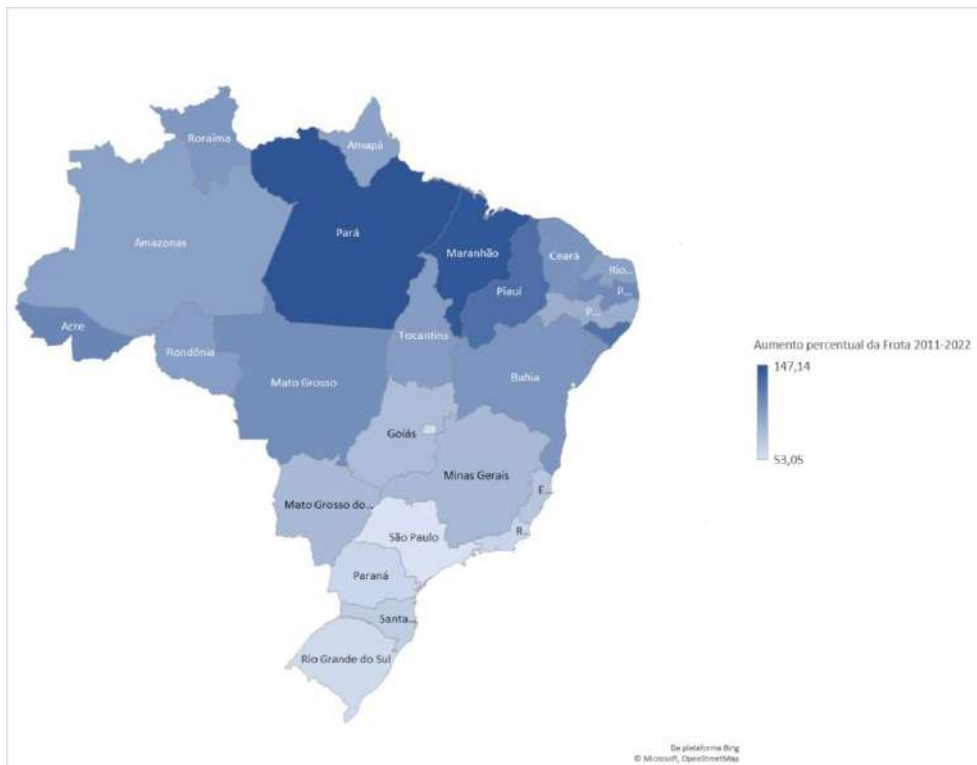 Roraima
Amapá
Amazonas
Pará
Maranhão
Ceará
Rio...
P...
Piauí
P...
Acre
Rondônia
Tocantins
Mato Grosso
Bahia
Goiás
Minas Gerais
E...
Mato Grosso do...
R...
São Paulo
Paraná
Santa...
Rio Grande do Sul
Aumento percentual da Frota 2011-2022
147,14
53,05
Da plataforma Bing
© Microsoft, OpenStreetMap